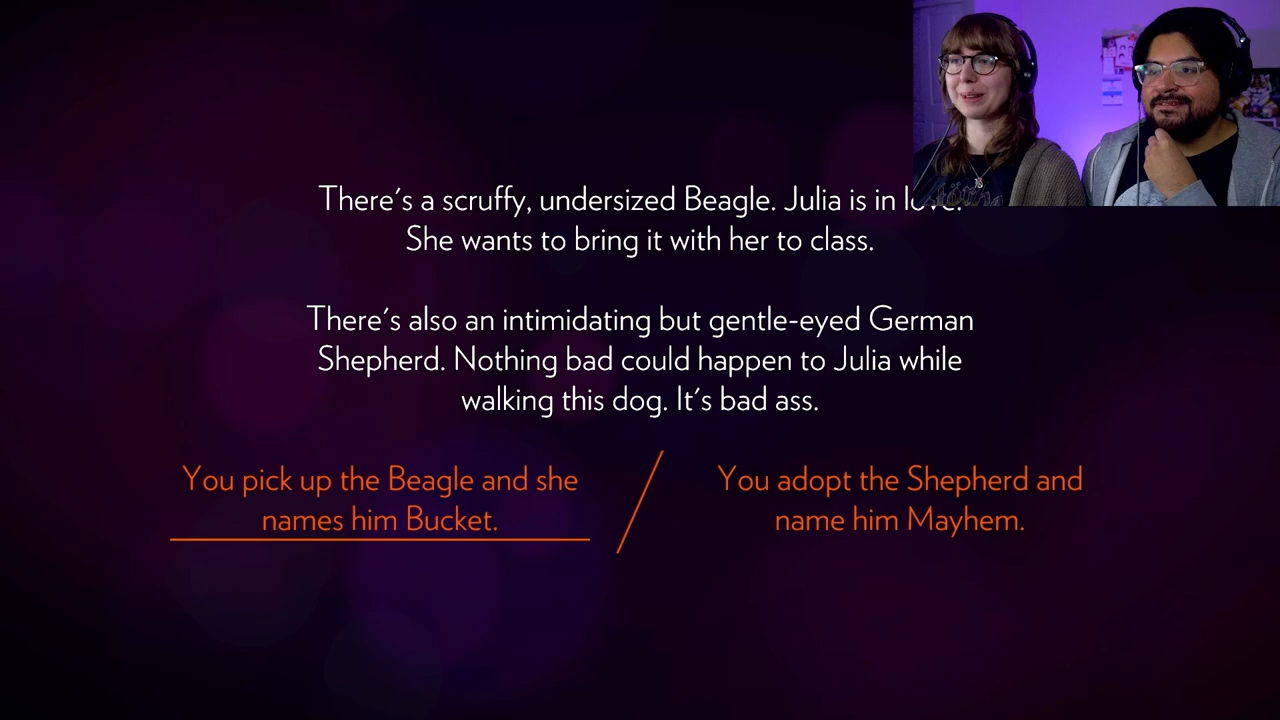 There's a scruffy, undersized Beagle. Julia is in love.
She wants to bring it with her to class.
There's also an intimidating but gentle-eyed German
Shepherd. Nothing bad could happen to Julia while
walking this dog. It's bad ass.
You pick up the Beagle and she
names him Bucket.
You adopt the Shepherd and
name him Mayhem.